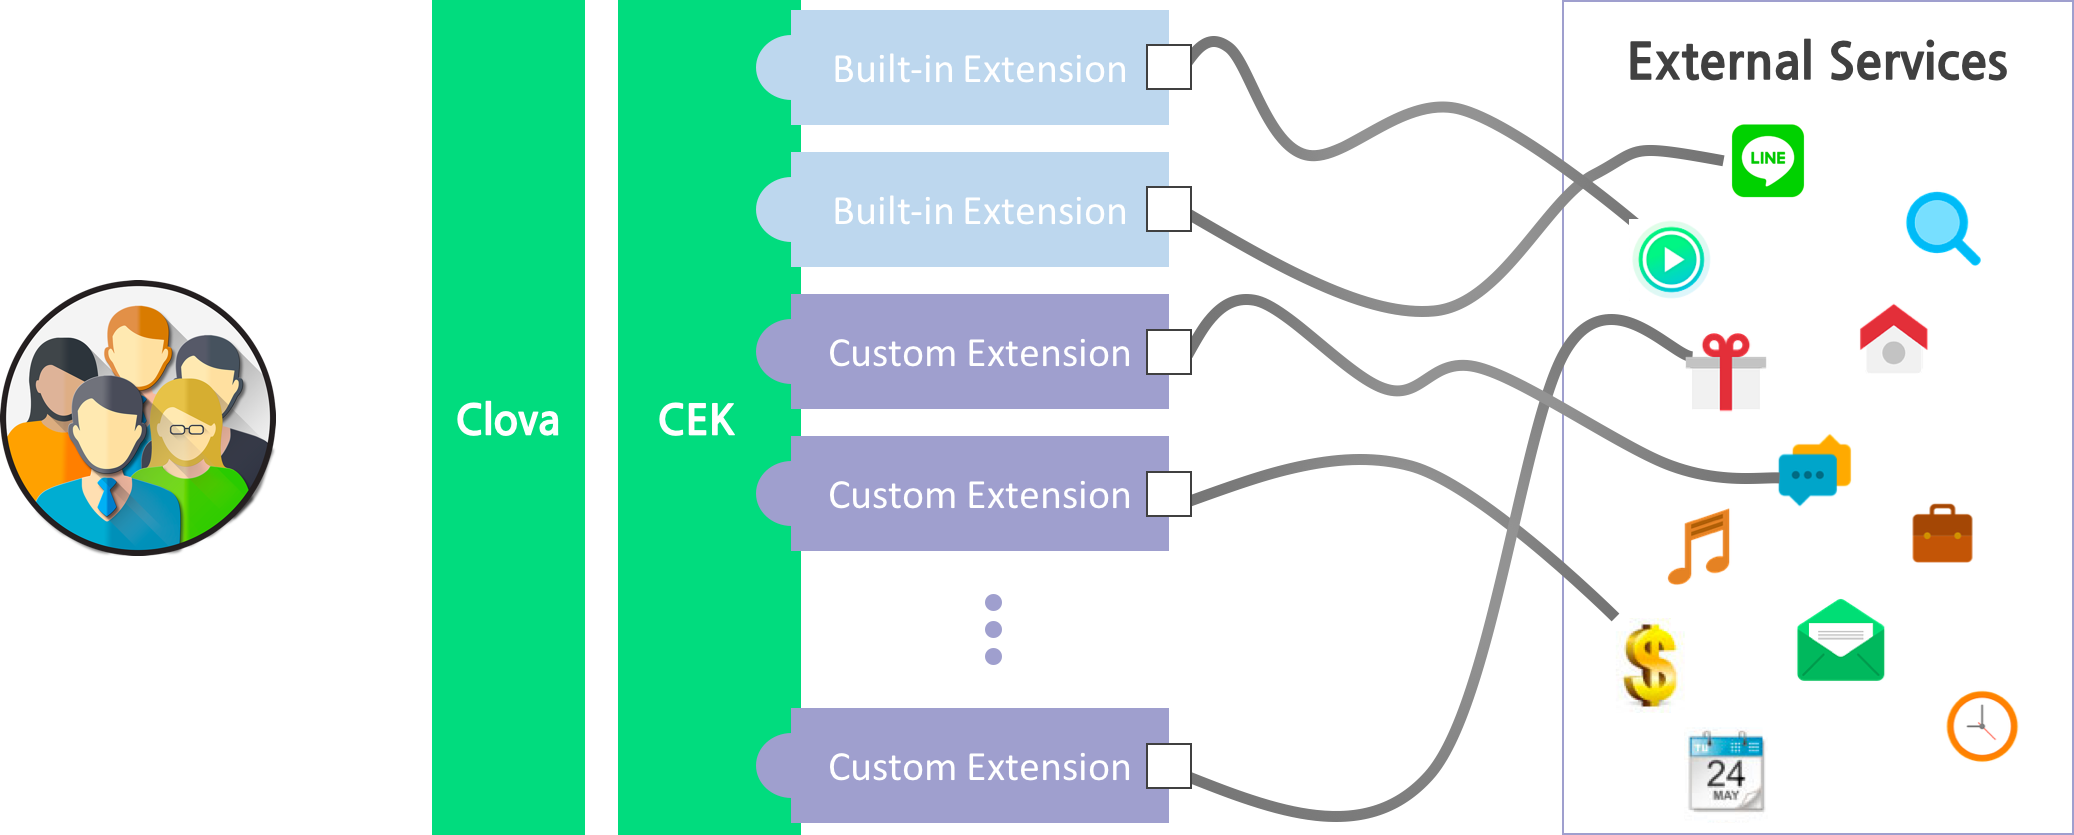 Clova
CEK
Built-in Extension
Built-in Extension
Custom Extension
Custom Extension
Custom Extension
External Services
LINE
TU
24
MAY